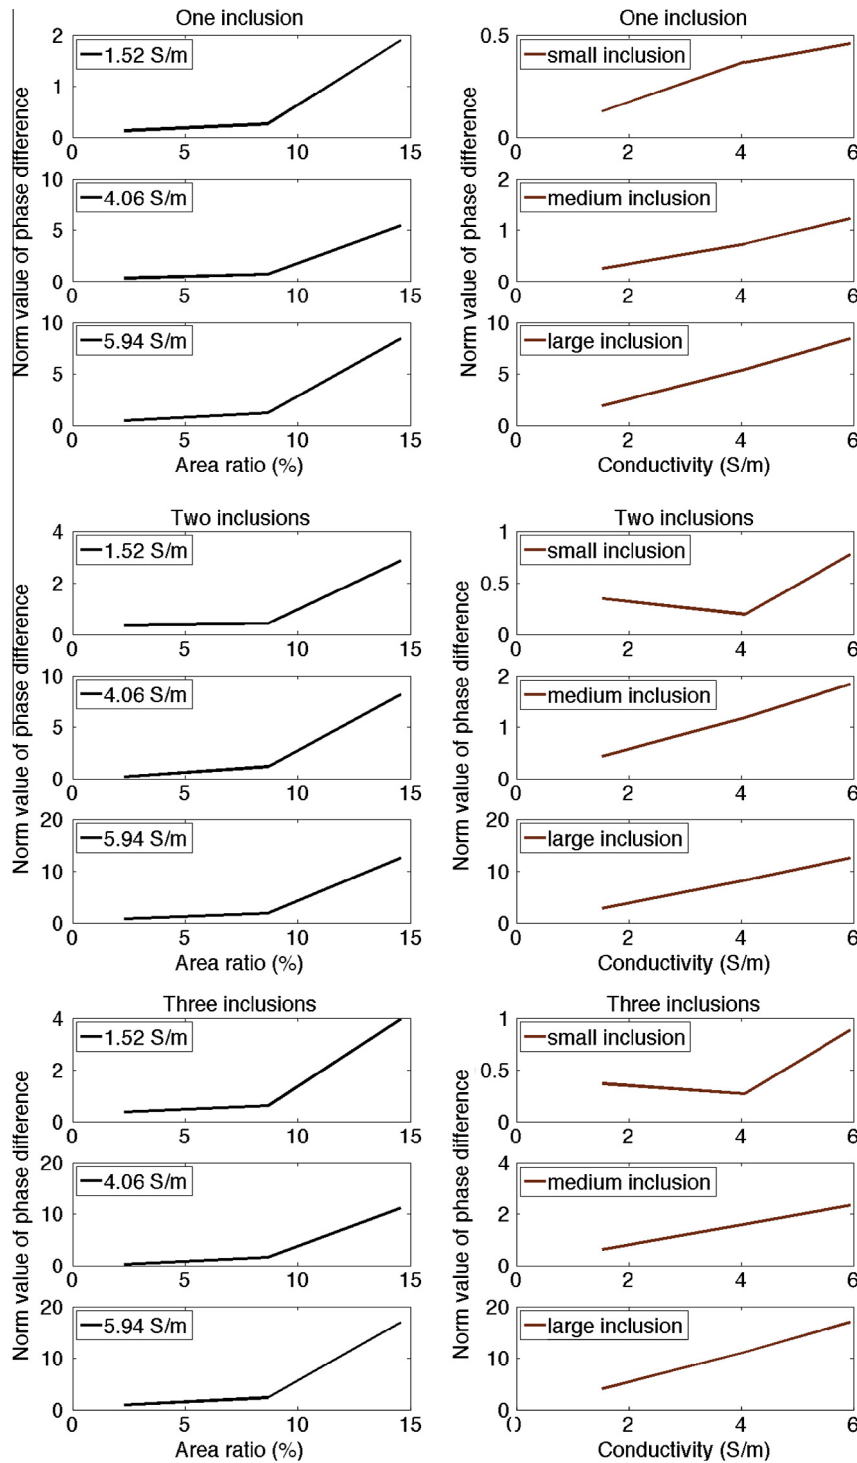 One inclusion
2
1.52 S/m
1
0
0 5 10 15
10
4.06 S/m
5
0
0 5 10 15
10
5.94 S/m
5
0
0 5 10 15
Area ratio (%)
Norm value of phase difference
One inclusion
0.5
small inclusion
0
0 2 4 6
2
medium inclusion
1
0
0 2 4 6
10
large inclusion
5
0
0 2 4 6
Conductivity (S/m)
Norm value of phase difference
Two inclusions
4
1.52 S/m
2
0
0 5 10 15
10
4.06 S/m
5
0
0 5 10 15
20
5.94 S/m
10
0
0 5 10 15
Area ratio (%)
Norm value of phase difference
Two inclusions
1
small inclusion
0.5
0
0 2 4 6
2
medium inclusion
1
0
0 2 4 6
20
large inclusion
10
0
0 2 4 6
Conductivity (S/m)
Norm value of phase difference
Three inclusions
4
1.52 S/m
2
0
0 5 10 15
20
4.06 S/m
10
0
0 5 10 15
20
5.94 S/m
10
0
0 5 10 15
Area ratio (%)
Norm value of phase difference
Three inclusions
1
small inclusion
0.5
0
0 2 4 6
4
medium inclusion
2
0
0 2 4 6
20
large inclusion
10
0
0 2 4 6
Conductivity (S/m)
Norm value of phase difference